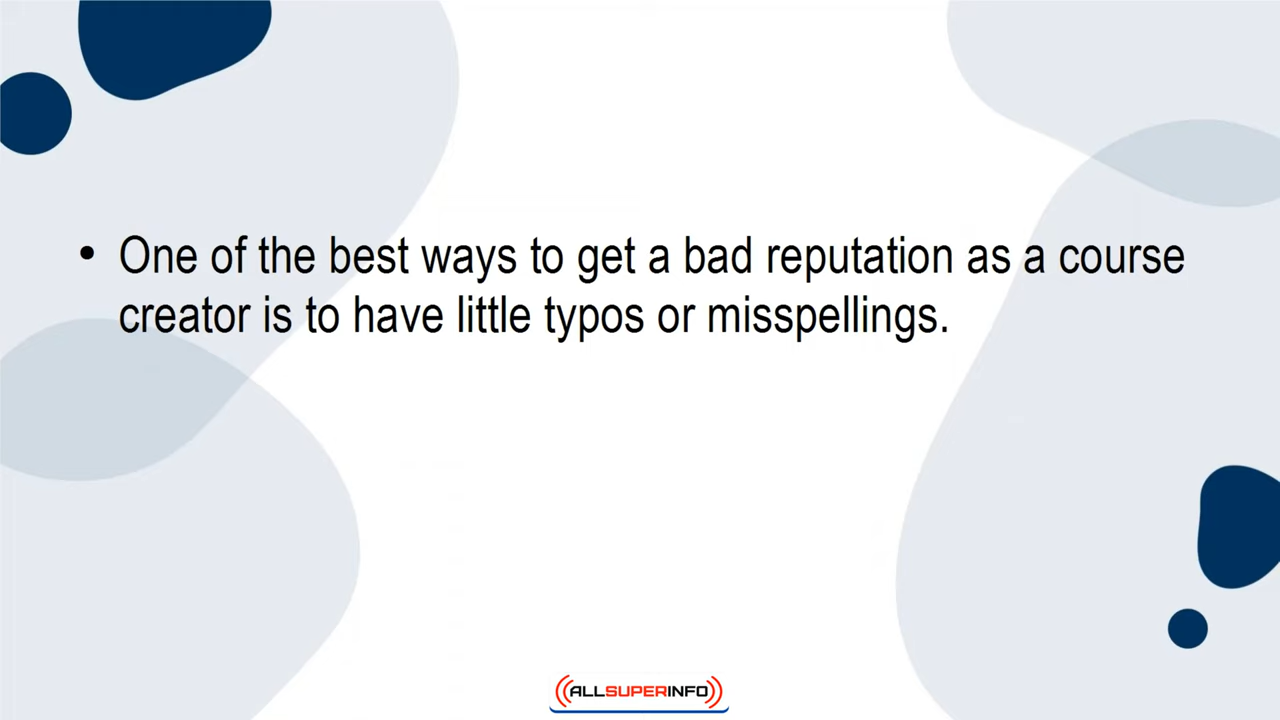 • One of the best ways to get a bad reputation as a course
creator is to have little typos or misspellings.
ALLSUPERINFO